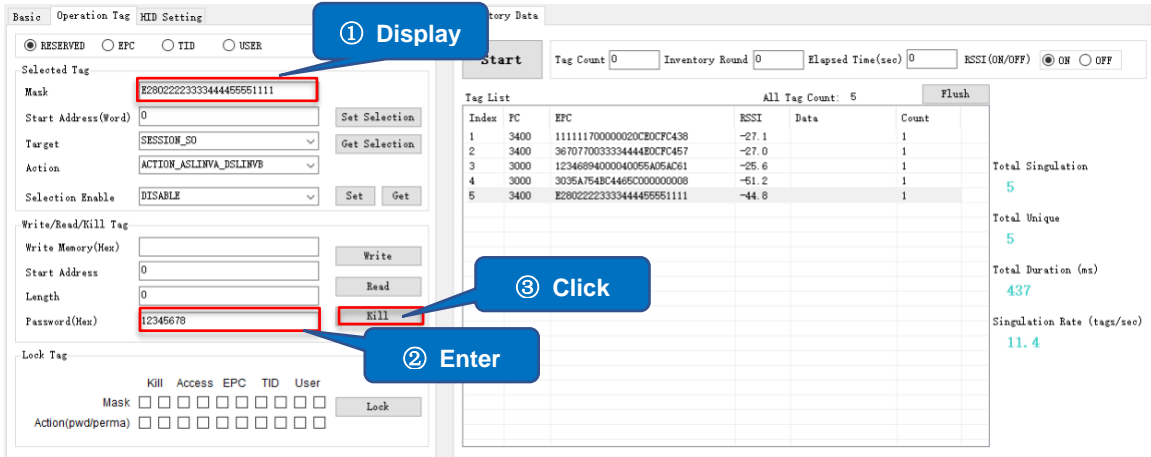 Basic Operation Tag HID Setting
RESERVED EPC TID USER
① Display
Selected Tag
Mask E28022223333444455551111
Start Address(Word) 0 Set Selection
Target SESSION_SO Get Selection
Action ACTION_ASLINVA_DSLINVB
Selection Enable DISABLE Set Get
Write/Read/Kill Tag
Write Memory(Hex) Write
Start Address 0
Length 0 Read
Password(Hex) 12345678 Kill
③ Click
② Enter
Lock Tag
Kill Access EPC TID User
Mask Lock
Action(pwd/perma)
tory Data
Start Tag Count 0 Inventory Round 0 Elapsed Time(sec) 0 RSSI(ON/OFF) ON OFF
Tag List All Tag Count: 5 Flush
Index PC EPC RSSI Data Count
1 3400 111111700000020CE0CFC438 -27.1 1
2 3400 3670770033334444E0CFC457 -27.0 1
3 3000 12346894000040055A05AC61 -25.6 1
4 3000 3035A754BC4465C000000008 -51.2 1
5 3400 E28022223333444455551111 -44.8 1
Total Singulation
5
Total Unique
5
Total Duration (ms)
437
Singulation Rate (tags/sec)
11.4